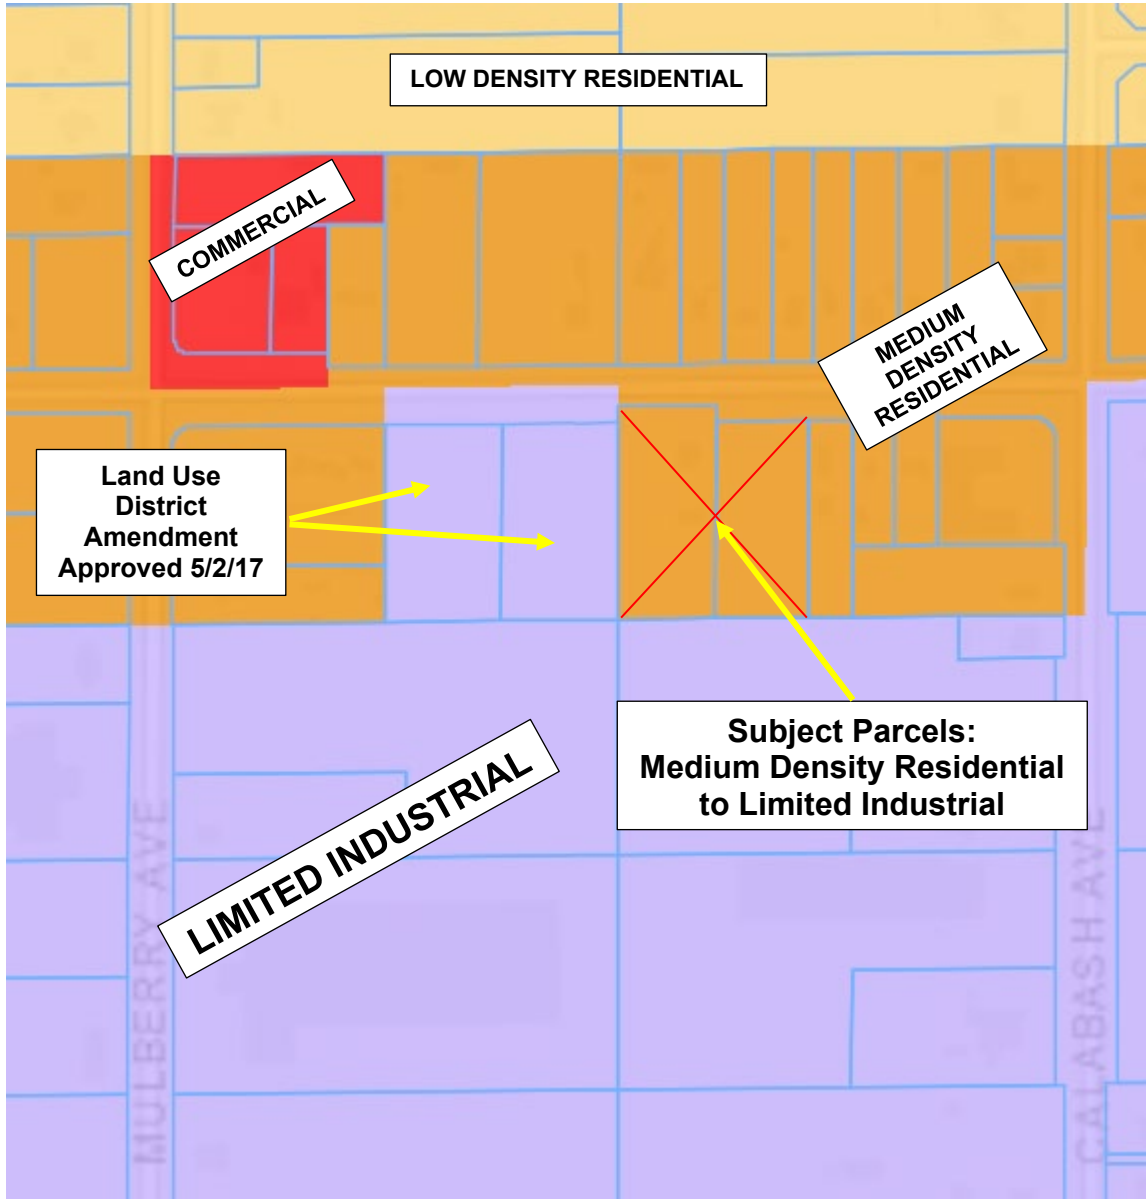 LOW DENSITY RESIDENTIAL
COMMERCIAL
MEDIUM
DENSITY
RESIDENTIAL
Land Use
District
Amendment
Approved 5/2/17
Subject Parcels:
Medium Density Residential
to Limited Industrial
LIMITED INDUSTRIAL
MULBERRY AVE
CALABASH AVE